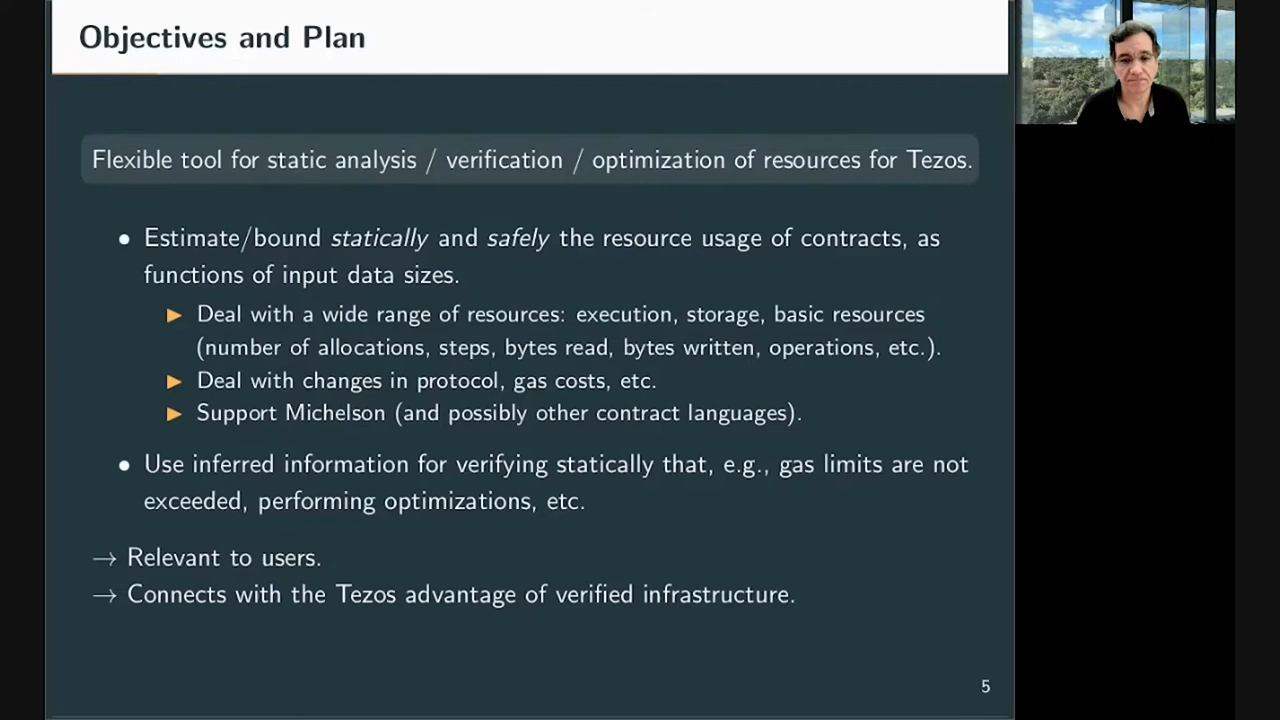 Objectives and Plan
Flexible tool for static analysis / verification / optimization of resources for Tezos.
• Estimate/bound statically and safely the resource usage of contracts, as
functions of input data sizes.
▶ Deal with a wide range of resources: execution, storage, basic resources
(number of allocations, steps, bytes read, bytes written, operations, etc.).
▶ Deal with changes in protocol, gas costs, etc.
▶ Support Michelson (and possibly other contract languages).
• Use inferred information for verifying statically that, e.g., gas limits are not
exceeded, performing optimizations, etc.
→ Relevant to users.
→ Connects with the Tezos advantage of verified infrastructure.
5